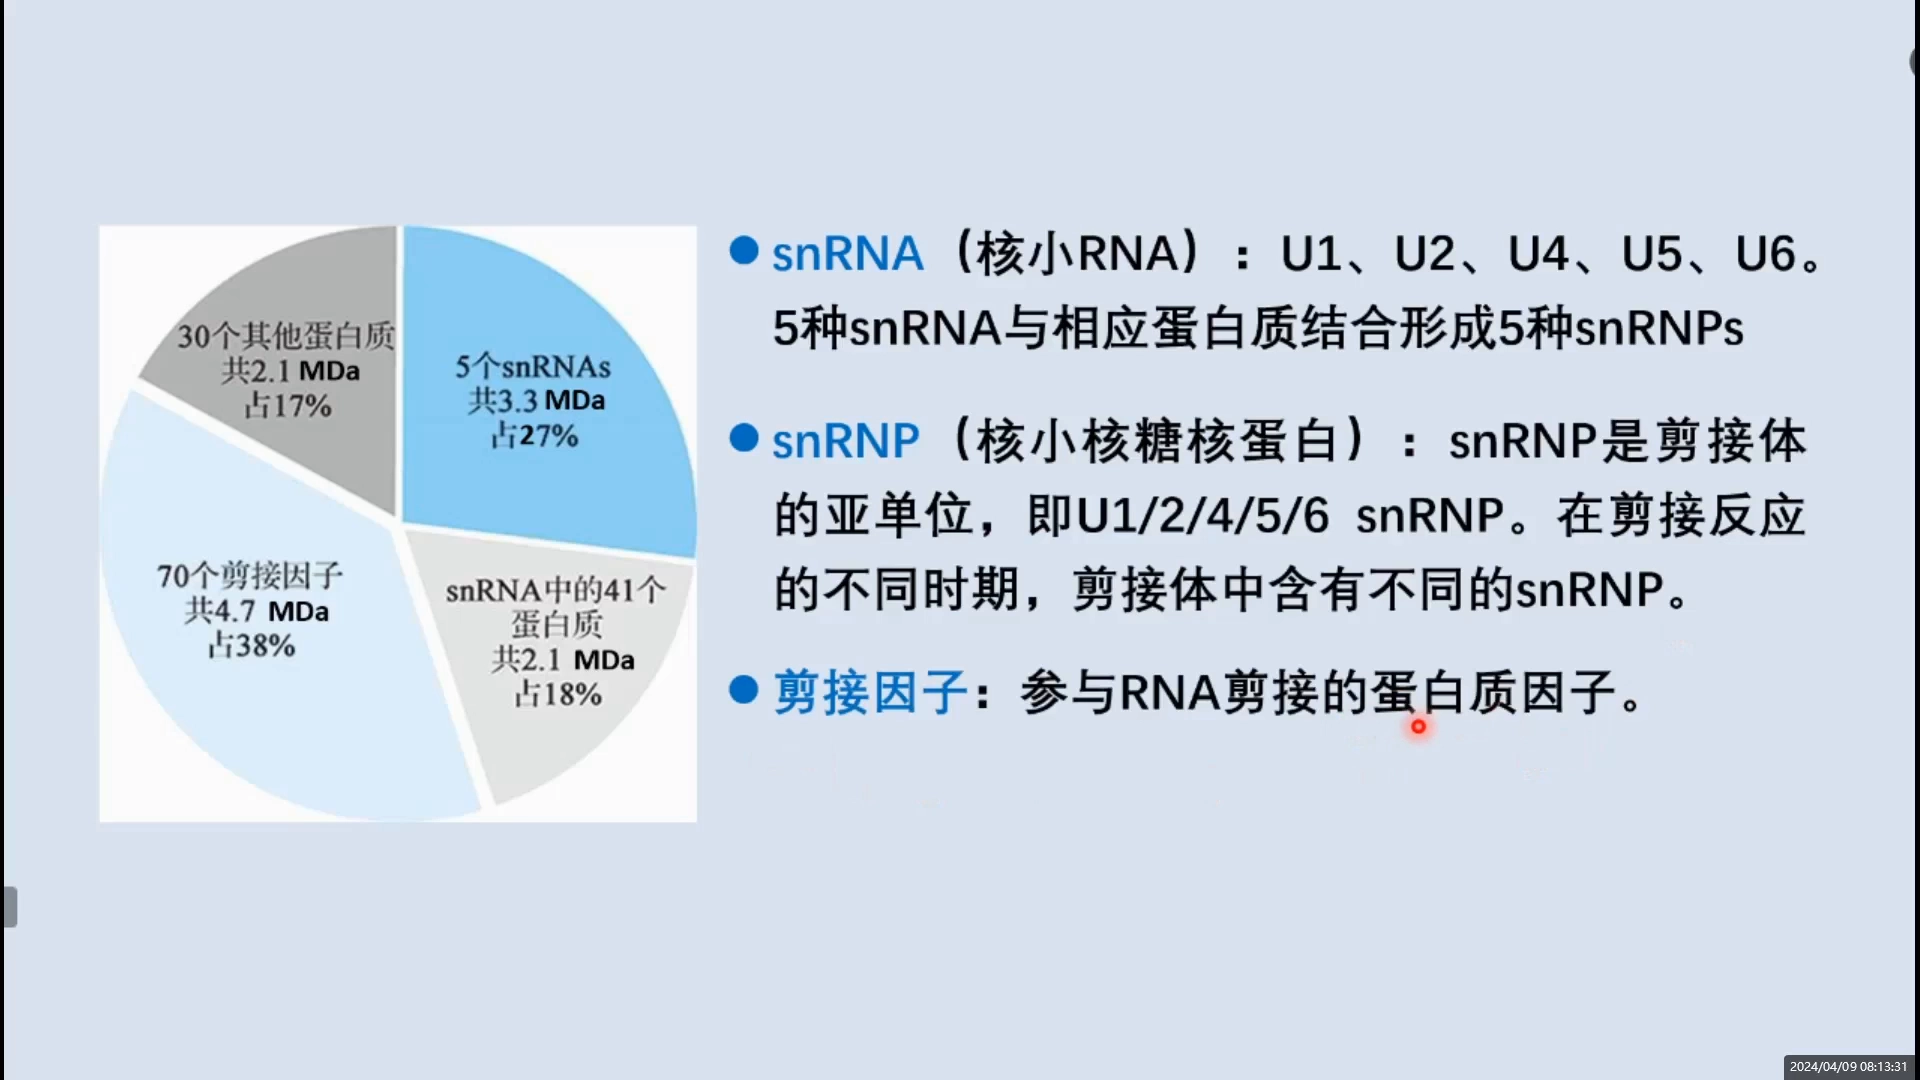 30个其他蛋白质
共2.1 MDa
占17%
5个snRNAs
共3.3 MDa
占27%
70个剪接因子
共4.7 MDa
占38%
snRNA中的41个
蛋白质
共2.1 MDa
占18%
snRNA（核小RNA）：U1、U2、U4、U5、U6。
5种snRNA与相应蛋白质结合形成5种snRNPs
snRNP（核小核糖核蛋白）：snRNP是剪接体
的亚单位，即U1/2/4/5/6 snRNP。在剪接反应
的不同时期，剪接体中含有不同的snRNP。
剪接因子：参与RNA剪接的蛋白质因子。
2024/04/09 08:13:31